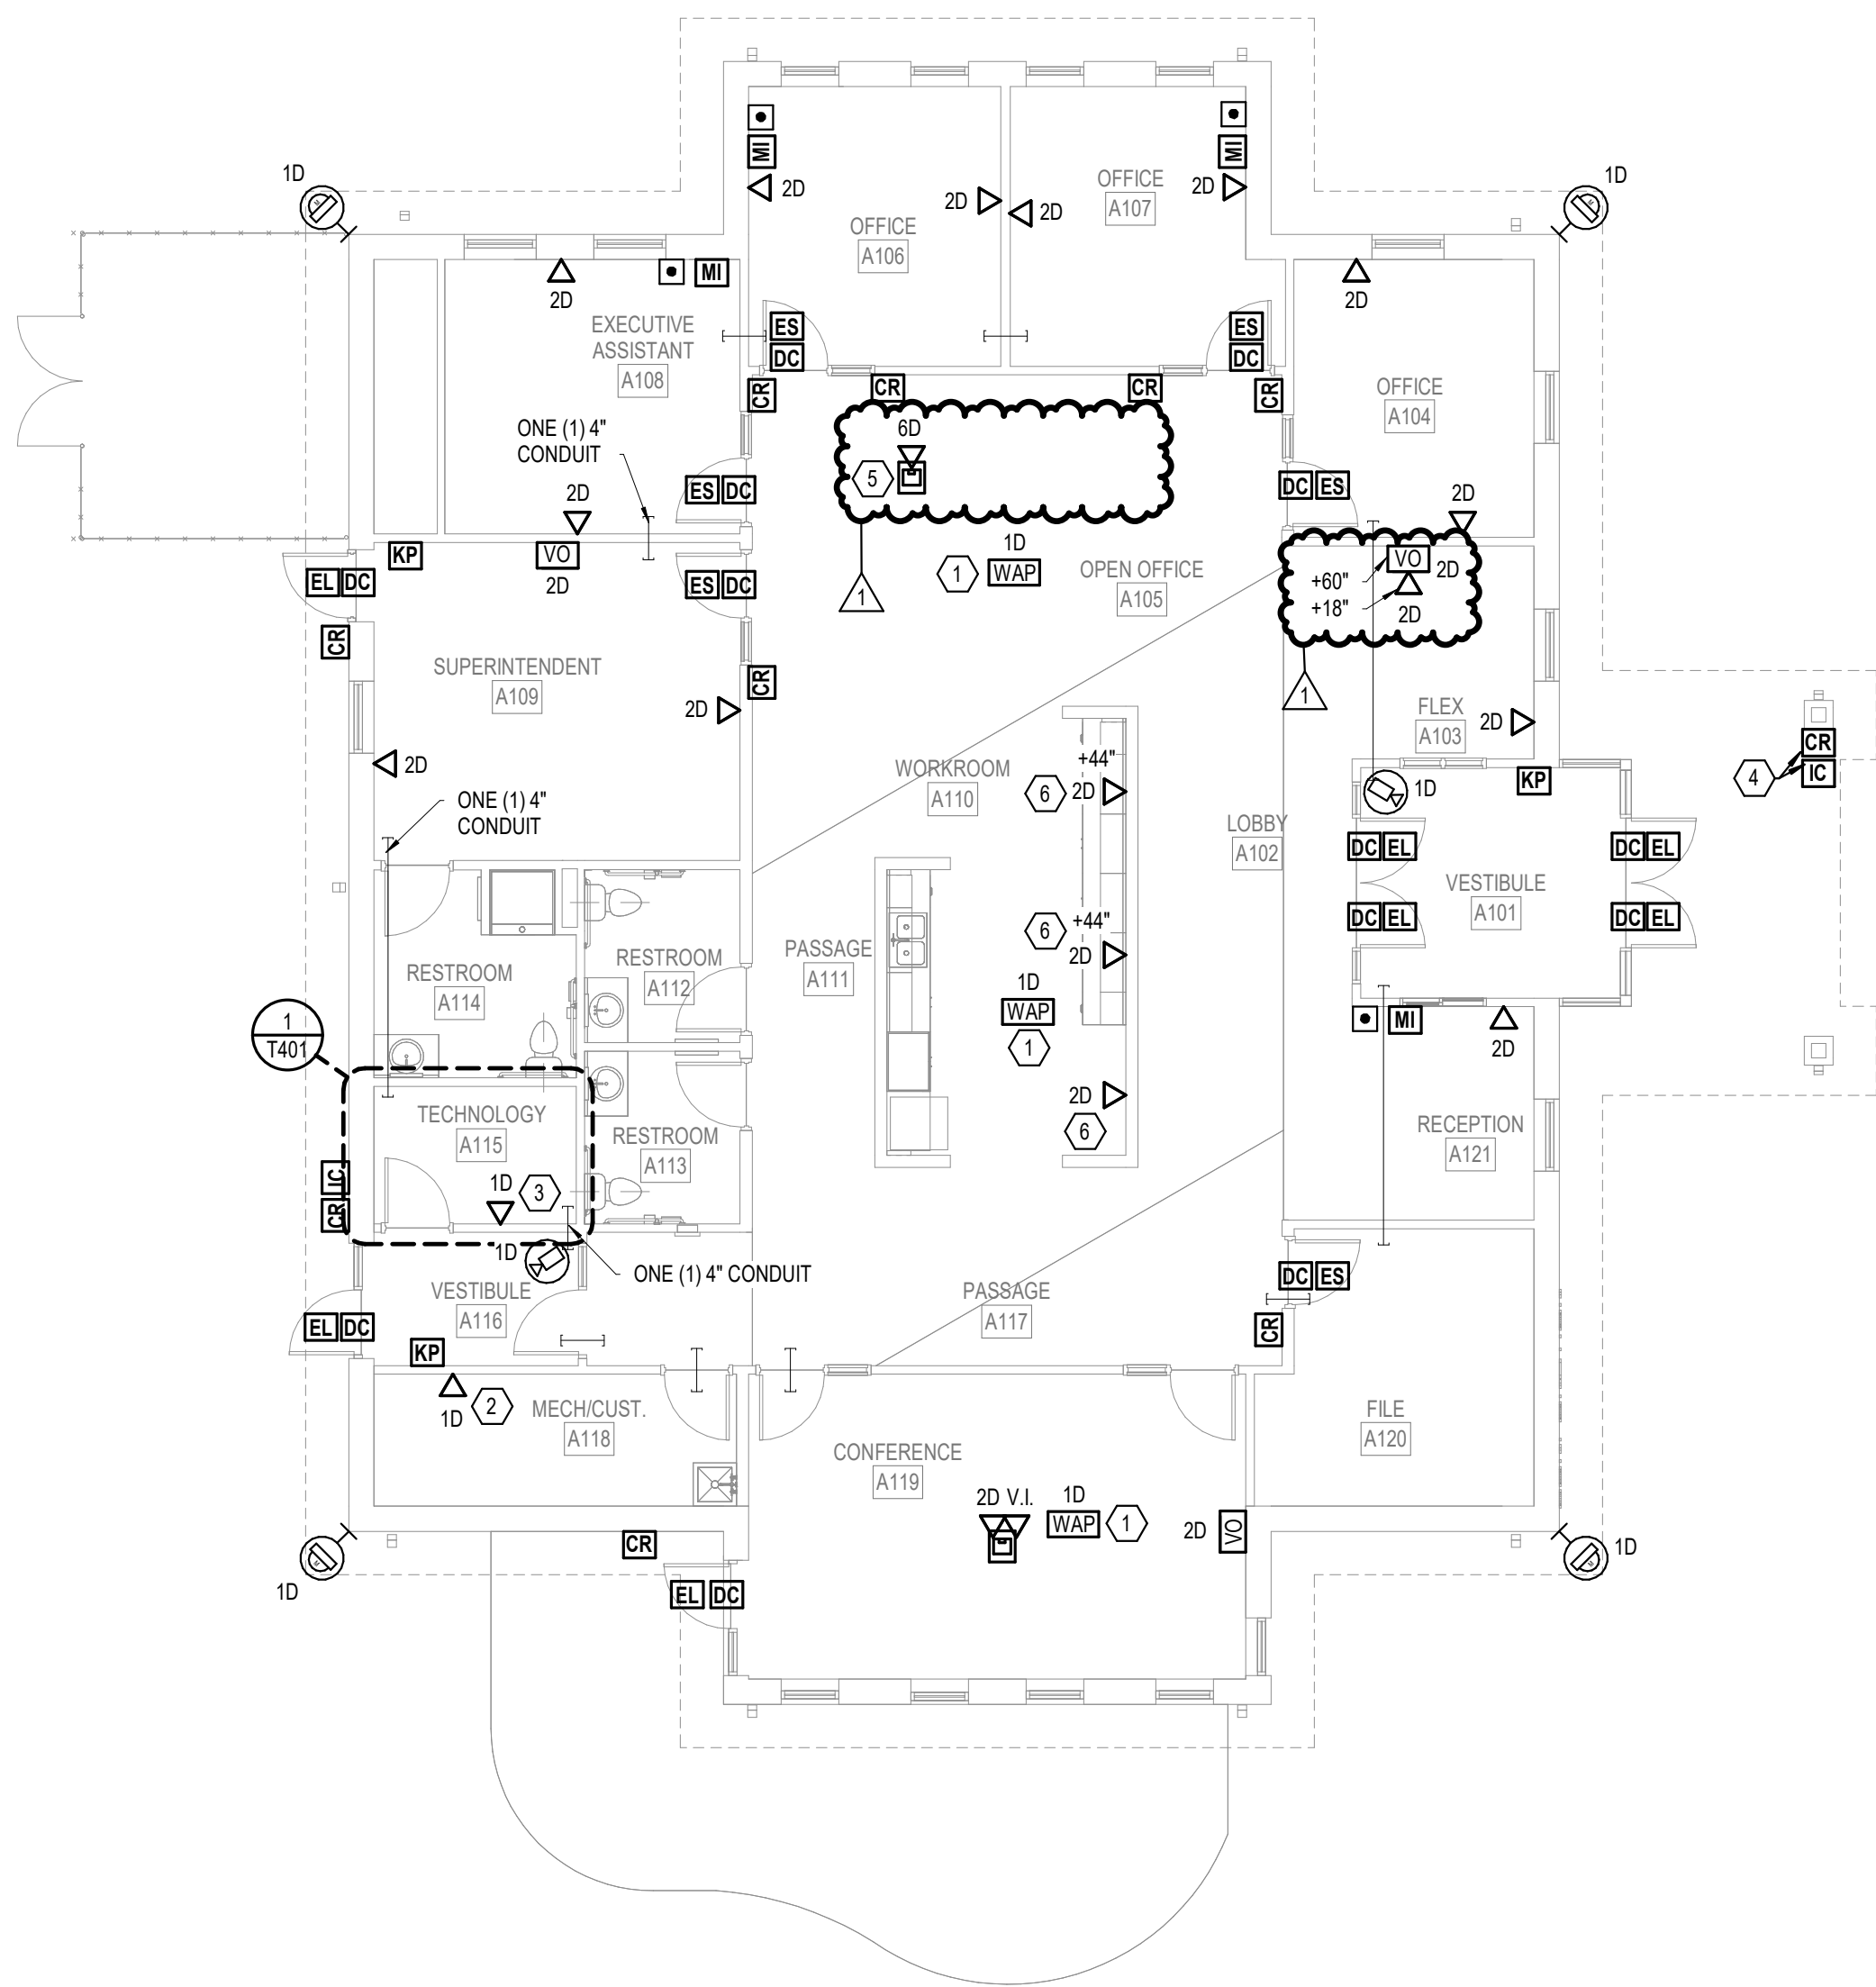 1D
1D
MI
2D
2D
2D
OFFICE
A107
2D
MI
OFFICE
A106
2D
MI
EXECUTIVE
ASSISTANT
A108
ES
DC
ES
DC
2D
OFFICE
A104
CR
CR
CR
CR
ONE (1) 4"
CONDUIT
6D
5
ES
DC
DC
ES
2D
2D
VO
2D
KP
1D
1
WAP
OPEN OFFICE
A105
1
VO
2D
+60"
+18"
2D
1
EL
DC
ES
DC
CR
SUPERINTENDENT
A109
CR
2D
2D
FLEX
A103
2D
CR
IC
4
WORKROOM
A110
+44"
6
2D
KP
1D
ONE (1) 4"
CONDUIT
LOBBY
A102
DC
EL
DC
EL
VESTIBULE
A101
DC
EL
DC
EL
+44"
6
2D
PASSAGE
A111
RESTROOM
A112
RESTROOM
A114
1D
WAP
1
MI
2D
1
T401
2D
6
TECHNOLOGY
A115
RESTROOM
A113
RECEPTION
A121
IC
CR
1D
3
1D
ONE (1) 4" CONDUIT
DC
ES
VESTIBULE
A116
PASSAGE
A117
CR
EL
DC
KP
1D
2
MECH/CUST.
A118
FILE
A120
CONFERENCE
A119
2D V.I.
1D
WAP
1
2D
VO
CR
EL
DC
1D
1D